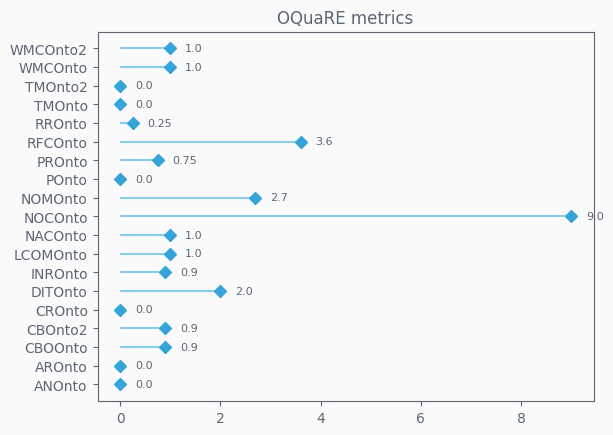 OQuaRE metrics
WMCOnto2 1.0
WMCOnto 1.0
TMOnto2 0.0
TMOnto 0.0
RROnto 0.25
RFCOnto 3.6
PROnto 0.75
POnto 0.0
NOMOnto 2.7
NOCOnto 9.0
NACOnto 1.0
LCOMOnto 1.0
INROnto 0.9
DITOnto 2.0
CROnto 0.0
CBOnto2 0.9
CBOOnto 0.9
AROnto 0.0
ANOnto 0.0
0 2 4 6 8